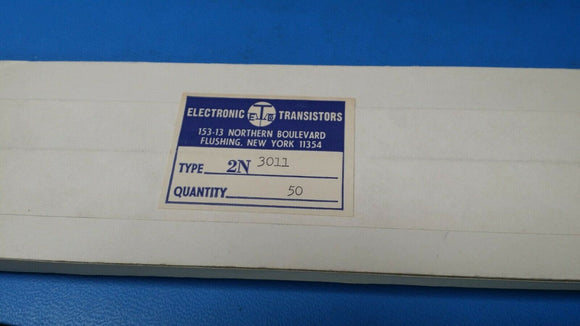 ELECTRONIC TRANSISTORS
153-13 NORTHERN BOULEVARD
FLUSHING, NEW YORK 11354
TYPE 2N 3011
QUANTITY 50